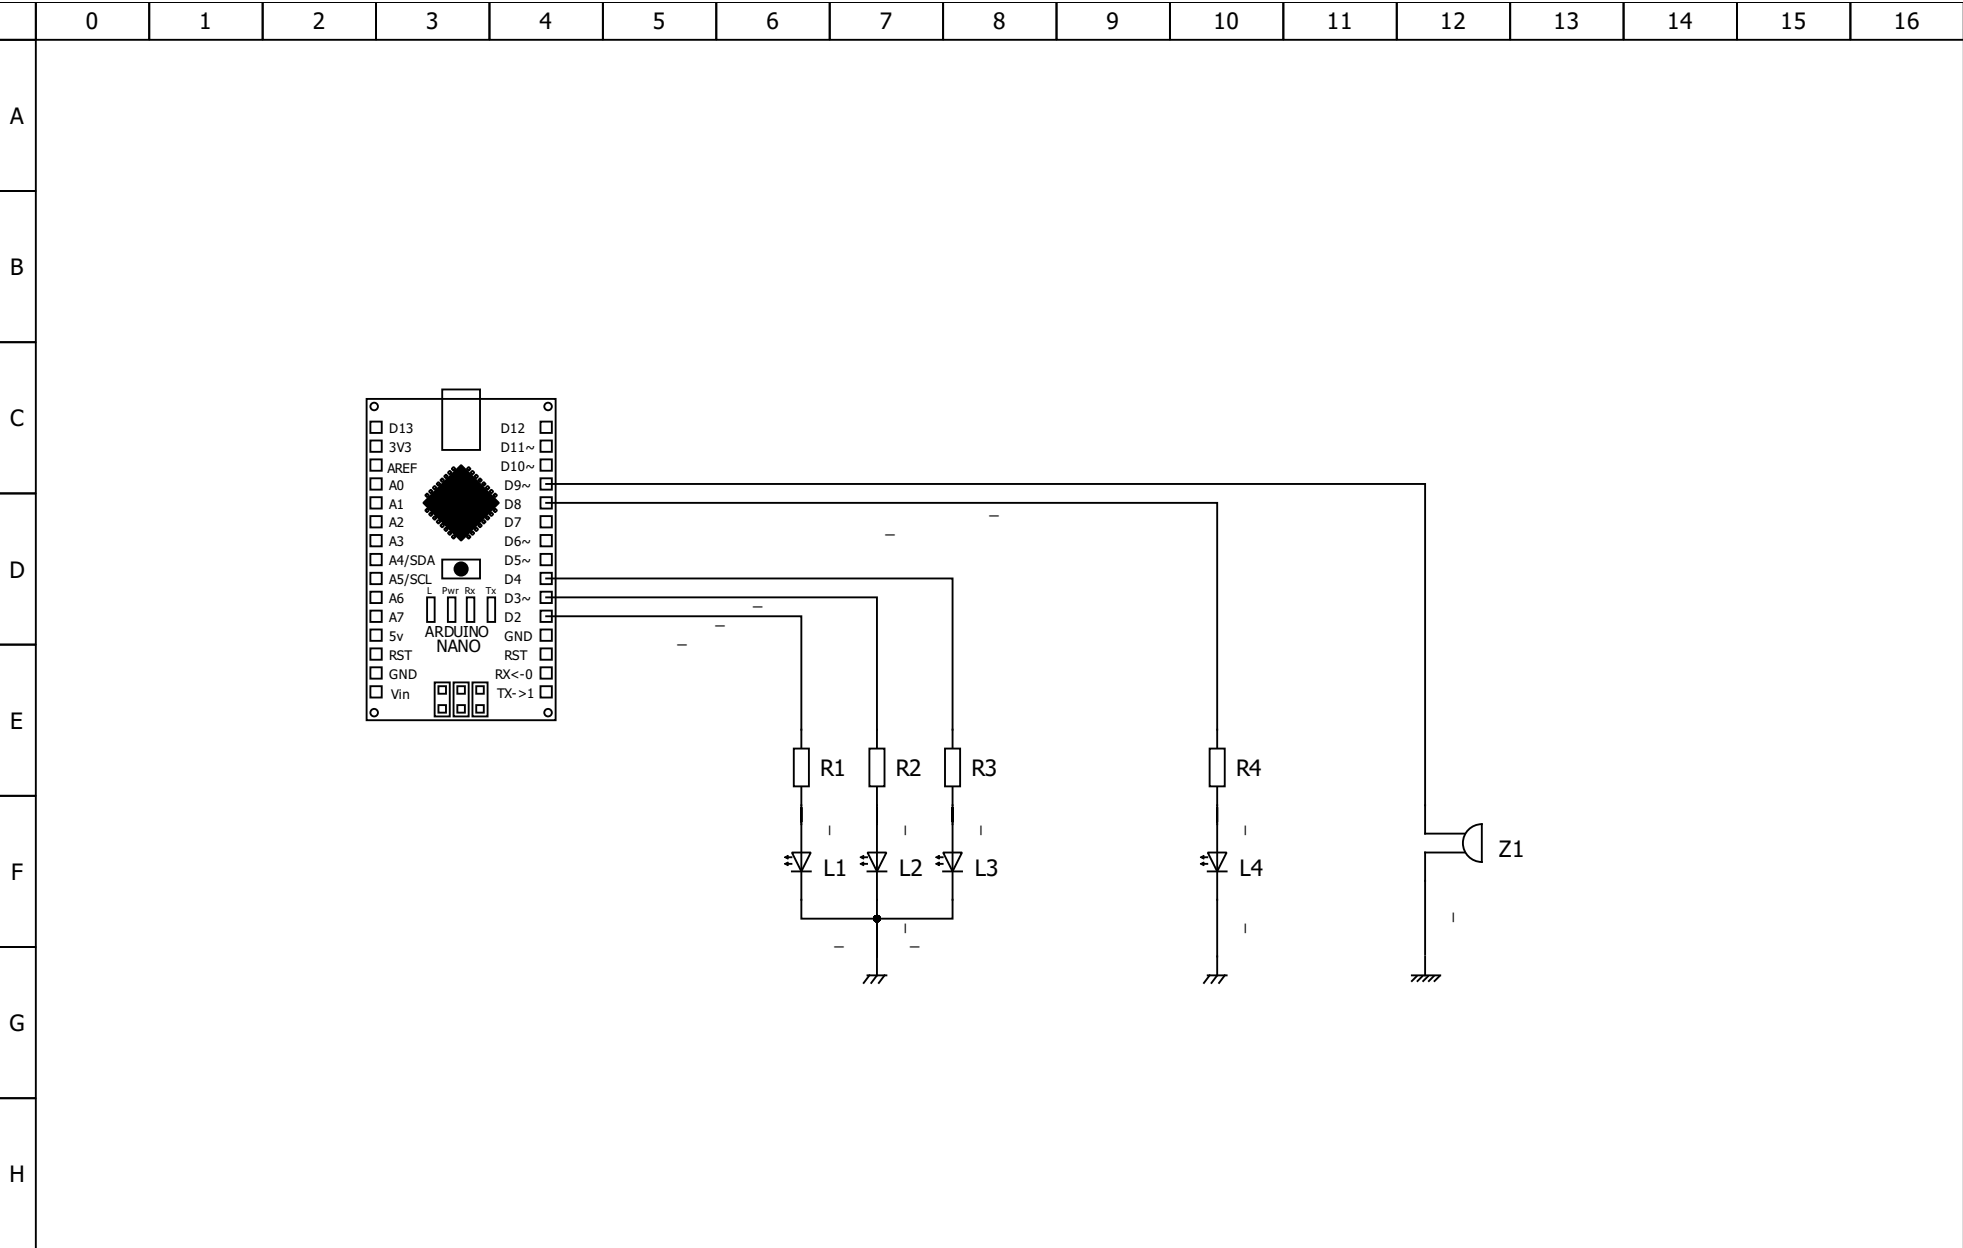 0 1 2 3 4 5 6 7 8 9 10 11 12 13 14 15 16
A
B
C
D
E
F
G
H
D13 D12
3V3 D11~
AREF D10~
A0 D9~
A1 D8
A2 D7
A3 D6~
A4/SDA D5~
A5/SCL D4
L Pwr Rx Tx
A6 D3~
A7 D2
ARDUINO
5v GND
NANO
RST RST
GND RX<-0
Vin TX->1
R1 R2 R3 R4
L1 L2 L3 L4
Z1